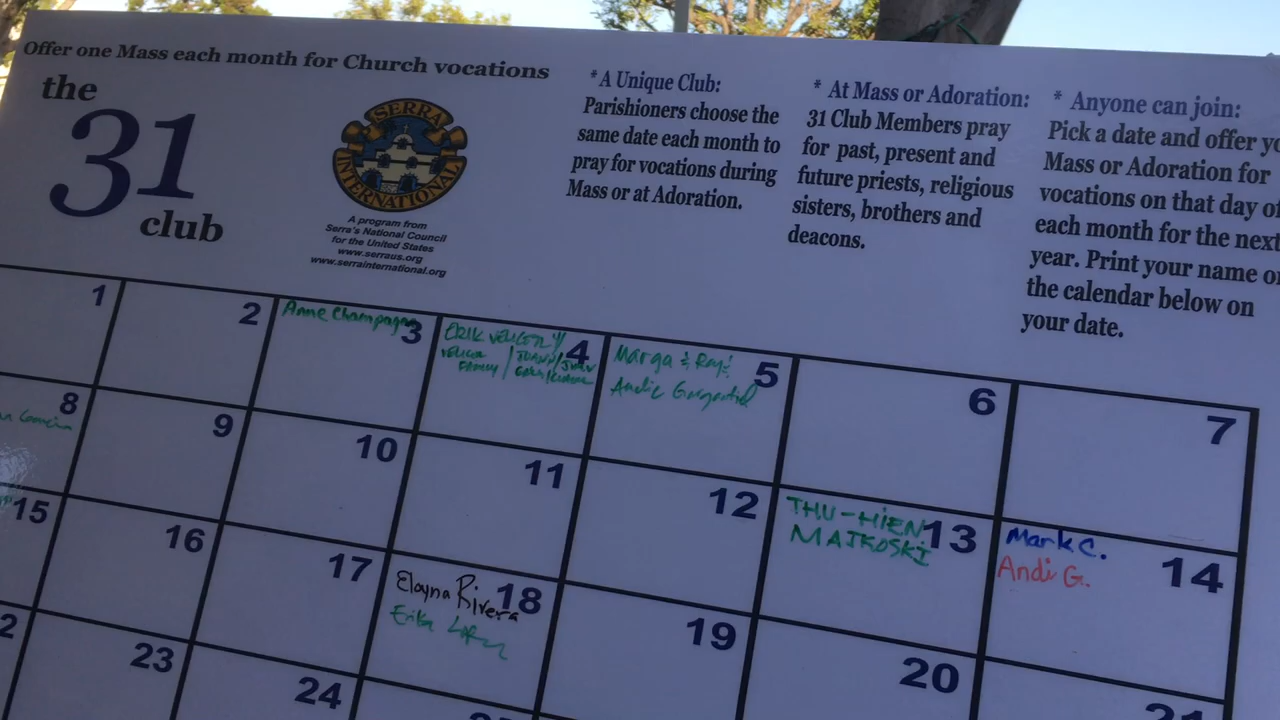 Offer one Mass each month for Church vocations
the
31
club
SERRA
INTERNATIONAL
A program from
Serra's National Council
for the United States
www.serraus.org
www.serrainternational.org
* A Unique Club:
Parishioners choose the
same date each month to
pray for vocations during
Mass or at Adoration.
* At Mass or Adoration:
31 Club Members pray
for past, present and
future priests, religious
sisters, brothers and
deacons.
* Anyone can join:
Pick a date and offer
Mass or Adoration for
vocations on that day of
each month for the next
year. Print your name
the calendar below on
your date.
1
2
Anne Champagne
3
ERIK
FAMILY
4
Marga & Ray
5
6
7
8
9
10
11
12
THU-HIEN
MAJKOSKI
13
Mark C.
Andi G.
14
15
16
17
Elayna Rivera
Erika
18
19
20
23
24